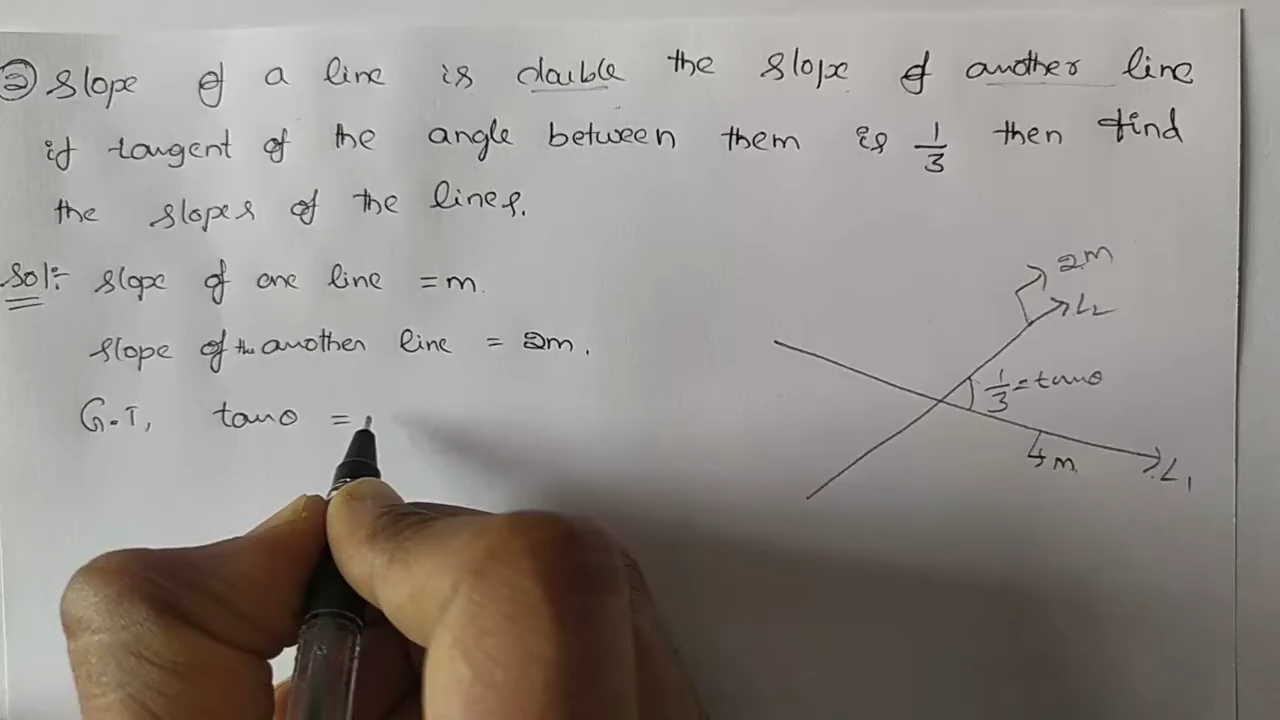 ② Slope of a line is double the slope of another line
if tangent of the angle between them is 1/3 then find
the slopes of the lines.
Sol:- Slope of one line = m.
Slope of the another line = 2m.
G.T, tanθ =
2m
L2
1/3 = tanθ
m
L1